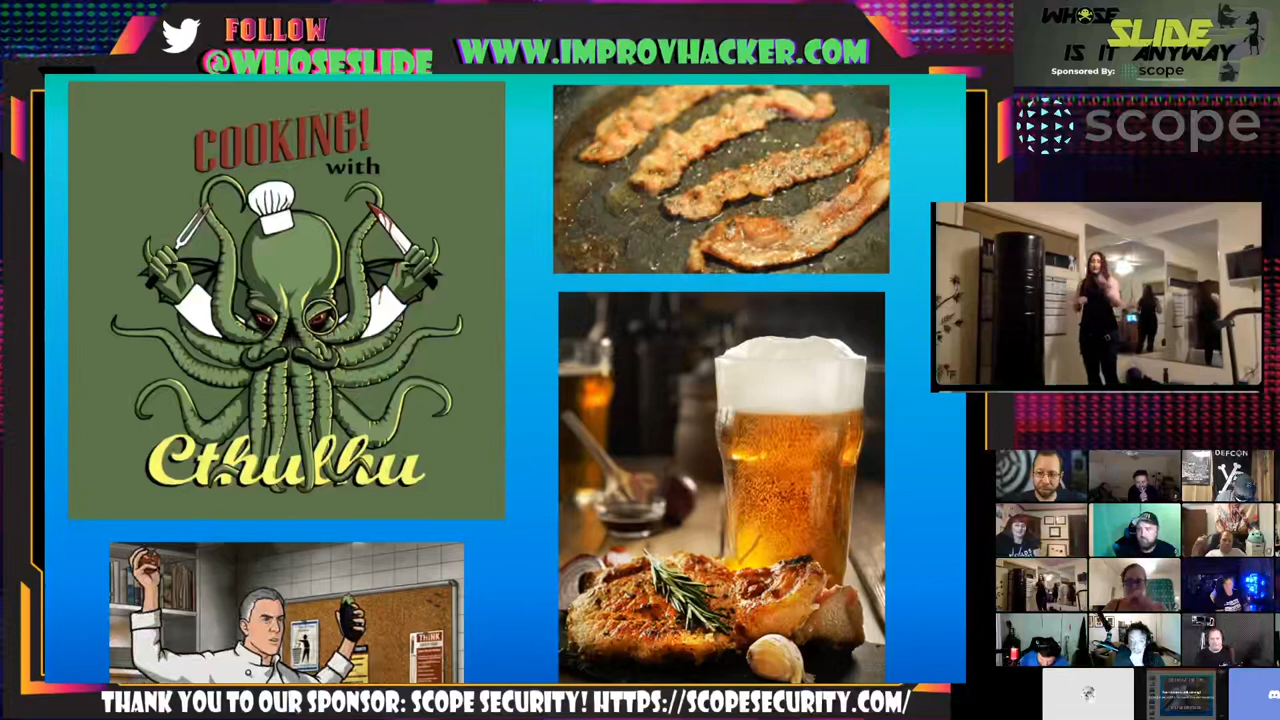 FOLLOW
@WHOSESLIDE
WWW.IMPROVHACKER.COM
WHOSE
SLIDE
IS IT ANYWAY
Sponsored By: scope
scope
COOKING!
with
Cthulhu
THINK
DEFCON
THANK YOU TO OUR SPONSOR: SCOPE SECURITY! HTTPS://SCOPESECURITY.COM/